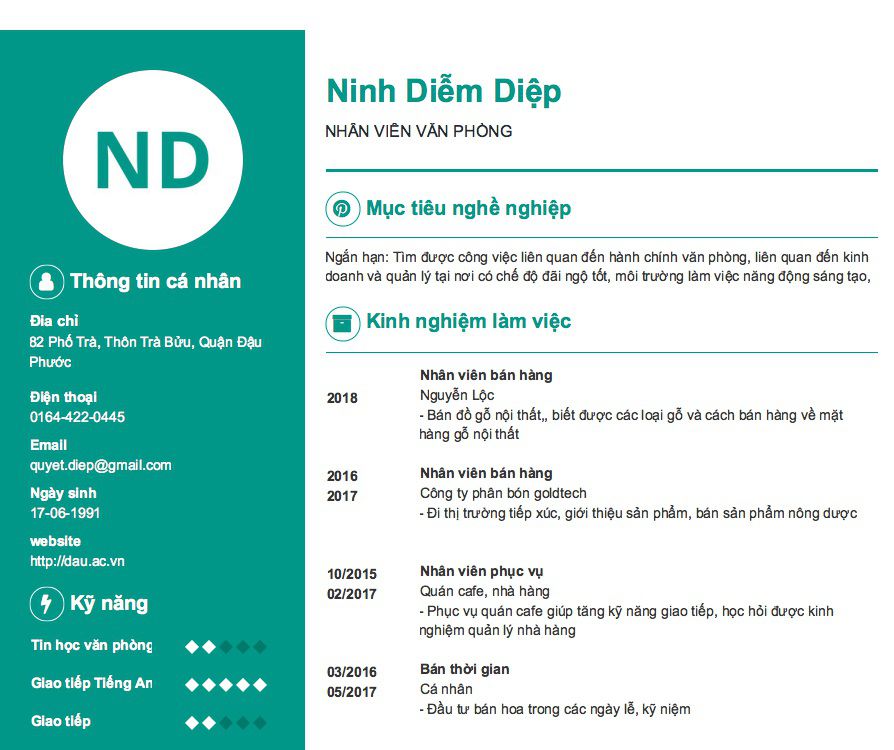 ND
Thông tin cá nhân
Địa chỉ
82 Phố Trà, Thôn Trà Bửu, Quận Đậu
Phước
Điện thoại
0164-422-0445
Email
quyet.diep@gmail.com
Ngày sinh
17-06-1991
website
http://dau.ac.vn
Kỹ năng
Tin học văn phòng
Giao tiếp Tiếng An
Giao tiếp
Ninh Diễm Diệp
NHÂN VIÊN VĂN PHÒNG
Mục tiêu nghề nghiệp
Ngắn hạn: Tìm được công việc liên quan đến hành chính văn phòng, liên quan đến kinh
doanh và quản lý tại nơi có chế độ đãi ngộ tốt, môi trường làm việc năng động sáng tạo,
Kinh nghiệm làm việc
Nhân viên bán hàng
2018
Nguyễn Lộc
- Bán đồ gỗ nội thất,, biết được các loại gỗ và cách bán hàng về mặt
hàng gỗ nội thất
2016
2017
Nhân viên bán hàng
Công ty phân bón goldtech
- Đi thị trường tiếp xúc, giới thiệu sản phẩm, bán sản phẩm nông dược
10/2015
02/2017
Nhân viên phục vụ
Quán cafe, nhà hàng
- Phục vụ quán cafe giúp tăng kỹ năng giao tiếp, học hỏi được kinh
nghiệm quản lý nhà hàng
03/2016
05/2017
Bán thời gian
Cá nhân
- Đầu tư bán hoa trong các ngày lễ, kỷ niệm